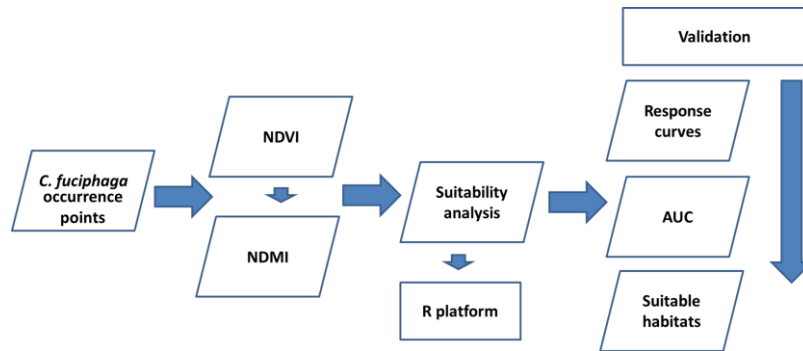 C. fuciphaga
occurrence
points
NDVI
NDMI
Suitability
analysis
R platform
Validation
Response
curves
AUC
Suitable
habitats